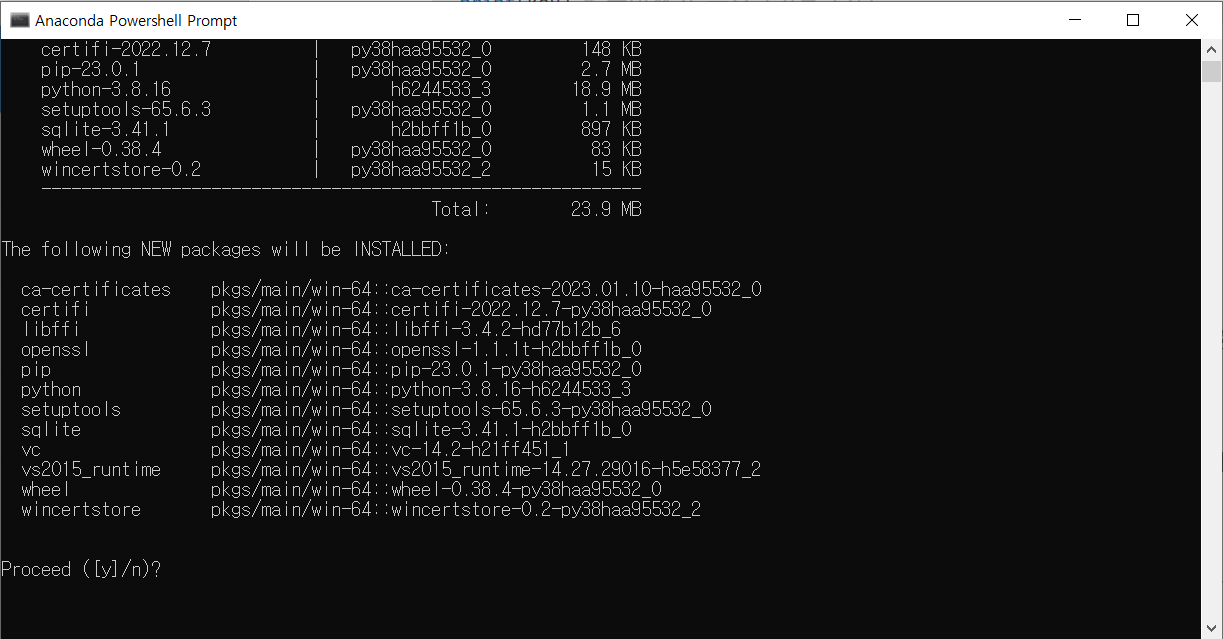 Anaconda Powershell Prompt
certifi-2022.12.7 | py38haa95532_0 148 KB
pip-23.0.1 | py38haa95532_0 2.7 MB
python-3.8.16 | h6244533_3 18.9 MB
setuptools-65.6.3 | py38haa95532_0 1.1 MB
sqlite-3.41.1 | h2bbff1b_0 897 KB
wheel-0.38.4 | py38haa95532_0 83 KB
wincertstore-0.2 | py38haa95532_2 15 KB
------------------------------------------------------------
Total: 23.9 MB
The following NEW packages will be INSTALLED:
ca-certificates pkgs/main/win-64::ca-certificates-2023.01.10-haa95532_0
certifi pkgs/main/win-64::certifi-2022.12.7-py38haa95532_0
libffi pkgs/main/win-64::libffi-3.4.2-hd77b12b_6
openssl pkgs/main/win-64::openssl-1.1.1t-h2bbff1b_0
pip pkgs/main/win-64::pip-23.0.1-py38haa95532_0
python pkgs/main/win-64::python-3.8.16-h6244533_3
setuptools pkgs/main/win-64::setuptools-65.6.3-py38haa95532_0
sqlite pkgs/main/win-64::sqlite-3.41.1-h2bbff1b_0
vc pkgs/main/win-64::vc-14.2-h21ff451_1
vs2015_runtime pkgs/main/win-64::vs2015_runtime-14.27.29016-h5e58377_2
wheel pkgs/main/win-64::wheel-0.38.4-py38haa95532_0
wincertstore pkgs/main/win-64::wincertstore-0.2-py38haa95532_2
Proceed ([y]/n)?